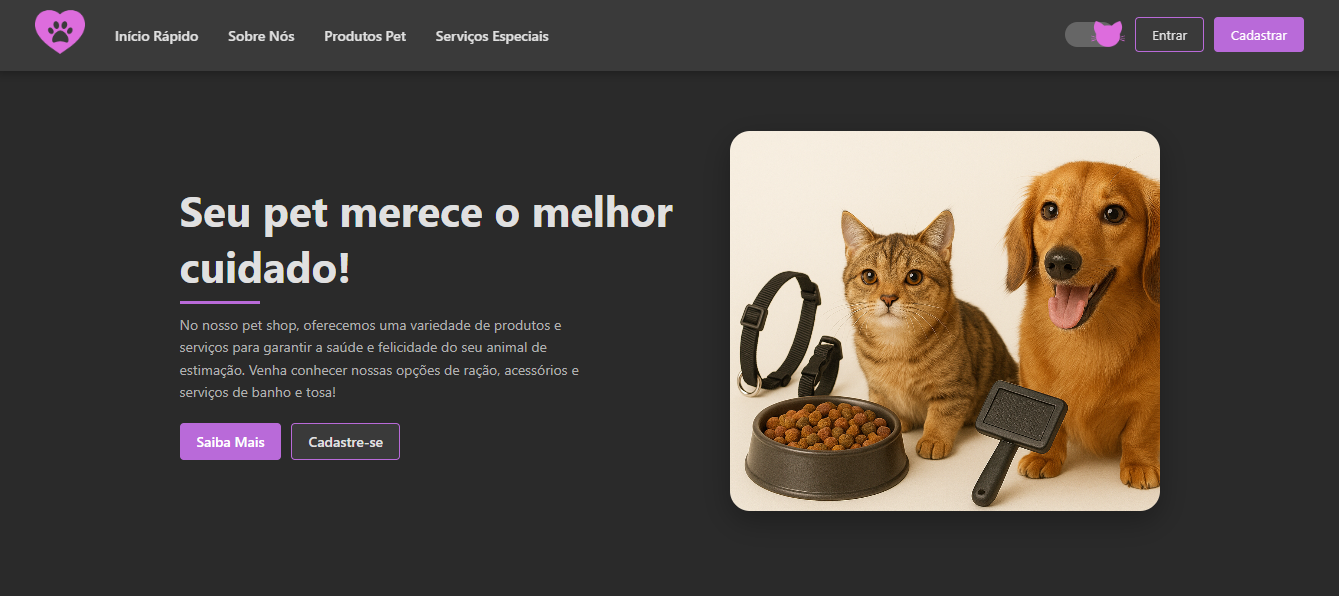 Início Rápido
Sobre Nós
Produtos Pet
Serviços Especiais
Entrar
Cadastrar
Seu pet merece o melhor
cuidado!
No nosso pet shop, oferecemos uma variedade de produtos e
serviços para garantir a saúde e felicidade do seu animal de
estimação. Venha conhecer nossas opções de ração, acessórios e
serviços de banho e tosa!
Saiba Mais
Cadastre-se